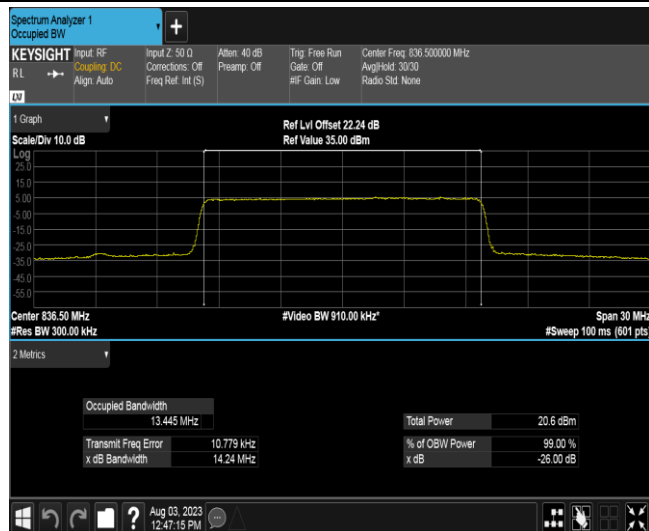 Spectrum Analyzer 1
Occupied BW
+
KEYSIGHT Input: RF Input Z: 50 Ω Atten: 40 dB Trig: Free Run Center Freq: 836.500000 MHz
RL Coupling: DC Corrections: Off Preamp: Off Gate: Off Avg|Hold: 30/30
Align: Auto Freq Ref: Int (S) #IF Gain: Low Radio Std: None
LXI
1 Graph
Ref Lvl Offset 22.24 dB
Scale/Div 10.0 dB Ref Value 35.00 dBm
Log
25.0
15.0
5.00
-5.00
-15.0
-25.0
-35.0
-45.0
-55.0
Center 836.50 MHz #Video BW 910.00 kHz* Span 30 MHz
#Res BW 300.00 kHz #Sweep 100 ms (601 pts)
2 Metrics
Occupied Bandwidth
13.445 MHz Total Power 20.6 dBm
Transmit Freq Error 10.779 kHz % of OBW Power 99.00 %
x dB Bandwidth 14.24 MHz x dB -26.00 dB
? Aug 03, 2023
12:47:15 PM